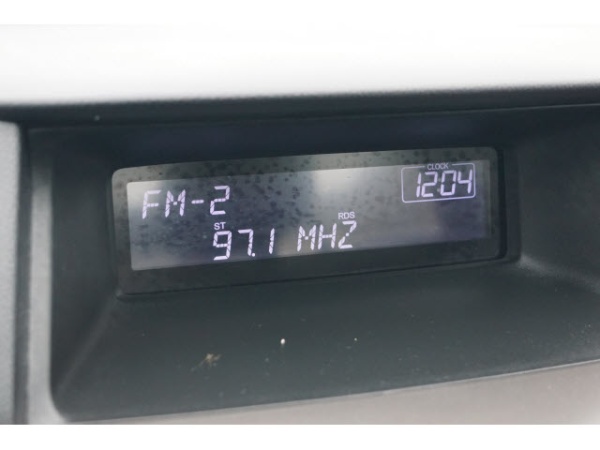 CLOCK
FM-2 12:04
ST RDS
97.1 MHZ